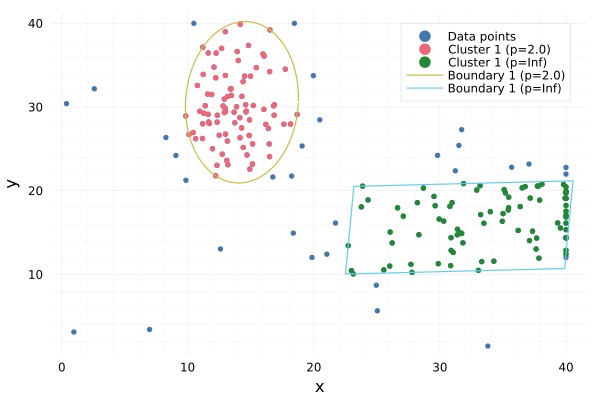 40
30
20
10
y
0
10
20
30
40
x
Data points
Cluster 1 (p=2.0)
Cluster 1 (p=Inf)
Boundary 1 (p=2.0)
Boundary 1 (p=Inf)